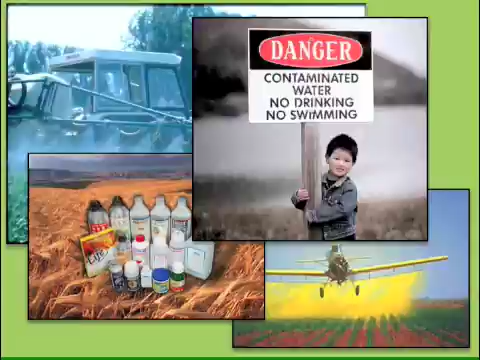 DANGER
CONTAMINATED
WATER
NO DRINKING
NO SWIMMING